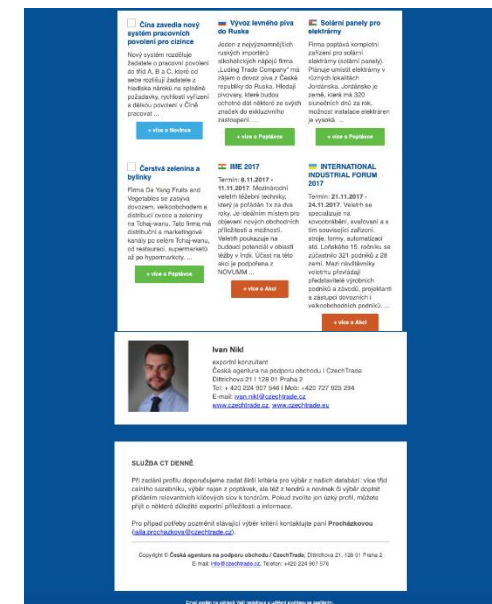 Čína zavedla nový
systém pracovních
povolení pro cizince
Nový systém rozděluje
žadatele o pracovní povolení
do tříd A, B a C, které od
sebe rozlišují žadatele z
hlediska nároků na splněné
požadavky, rychlosti vyřízení
a délkou povolení v Číně
pracovat ...
+ více o Novince
Vývoz levného piva
do Ruska
Jeden z nejvýznamnějších
ruských importérů
alkoholických nápojů firma
„Luding Trade Company“ má
zájem o dovoz piva z České
republiky do Ruska. Hledají
pivovary, které budou
ochotné dát některé ze svých
značek do exkluzivního
zastoupení. ...
+ více o Poptávce
Solární panely pro
elektrárny
Firma poptává kompletní
zařízení pro solární
elektrárny (solární panely).
Plánuje umístit elektrárny v
různých lokalitách
Jordánska. Jordánsko je
země, která má 320
slunečních dnů za rok,
možnost instalace elektráren
je vysoká. ...
+ více o Poptávce
Čerstvá zelenina a
bylinky
Firma Da Yang Fruits and
Vegetables se zabývá
dovozem, velkoobchodem a
distribucí ovoce a zeleniny
na Tchaj-wanu. Tato firma má
distribuční a marketingové
kanály po celém Tchaj-wanu,
od restaurací, supermarketů
až po hypermarkety. ...
+ více o Poptávce
IME 2017
Termín: 8.11.2017 -
11.11.2017. Mezinárodní
veletrh těžební techniky,
který je pořádán 1x za dva
roky. Je ideálním místem pro
objevení nových obchodních
příležitostí a možností.
Veletrh poukazuje na
budoucí potenciál v oblasti
těžby v Indii. Účast na této
akci je podpořena z
NOVUMM ...
+ více o Akci
INTERNATIONAL
INDUSTRIAL FORUM
2017
Termín: 21.11.2017 -
24.11.2017. Veletrh se
specializuje na
kovoobrábění, svařování a s
tím související zařízení,
stroje, formy, automatizaci
atd. Loňského 15. ročníku se
zúčastnilo 321 podniků z 28
zemí. Mezi návštěvníky
veletrhu převládají
představitelé výrobních
podniků a závodů, projektanti
a zástupci dovozních i
velkoobchodních podniků. ...
+ více o Akci
Ivan Nikl
exportní konzultant
Česká agentura na podporu obchodu I CzechTrade
Dittrichova 21 I 128 01 Praha 2
Tel: + 420 224 907 546 I Mob: +420 727 923 294
E-mail: ivan.nikl@czechtrade.cz
www.czechtrade.cz, www.czechtrade.eu
SLUŽBA CT DENNĚ
Při zadání profilu doporučujeme zadat širší kritéria pro výběr z našich databází: více tříd
celního sazebníku, výběr nejen z poptávek, ale též z tendrů a novinek či výběr doplnit
přidáním relevantních klíčových slov k tendrům. Pokud zvolíte jen úzký profil, můžete
přijít o některé důležité exportní příležitosti a informace.
Pro případ potřeby pozměnit stávající výběr kritérií kontaktujte paní Procházkovou
(jajla.prochazkova@czechtrade.cz).
Copyright © Česká agentura na podporu obchodu / CzechTrade, Dittrichova 21, 128 01 Praha 2
E-mail: info@czechtrade.cz, Telefon: +420 224 907 576